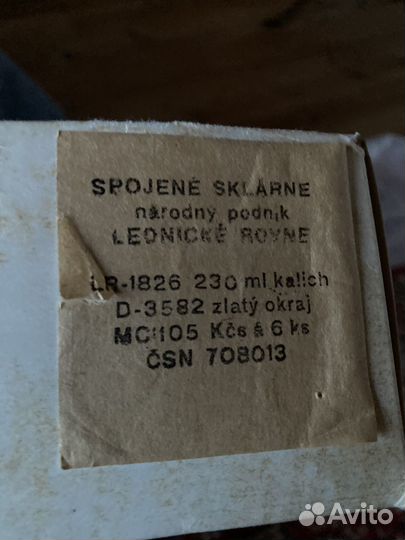 SPOJENÉ SKLÁRNE
národný podnik
LEDNICKÉ ROVNE
LR-1826 230 ml kalich
D-3582 zlatý okraj
MC 105 Kčs á 6 ks
ČSN 708013
Avito